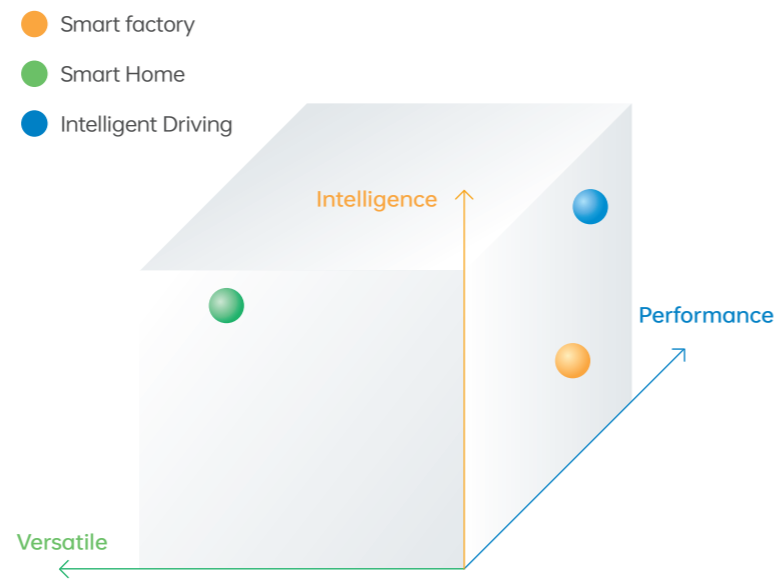 Smart factory
Smart Home
Intelligent Driving
Intelligence
Performance
Versatile